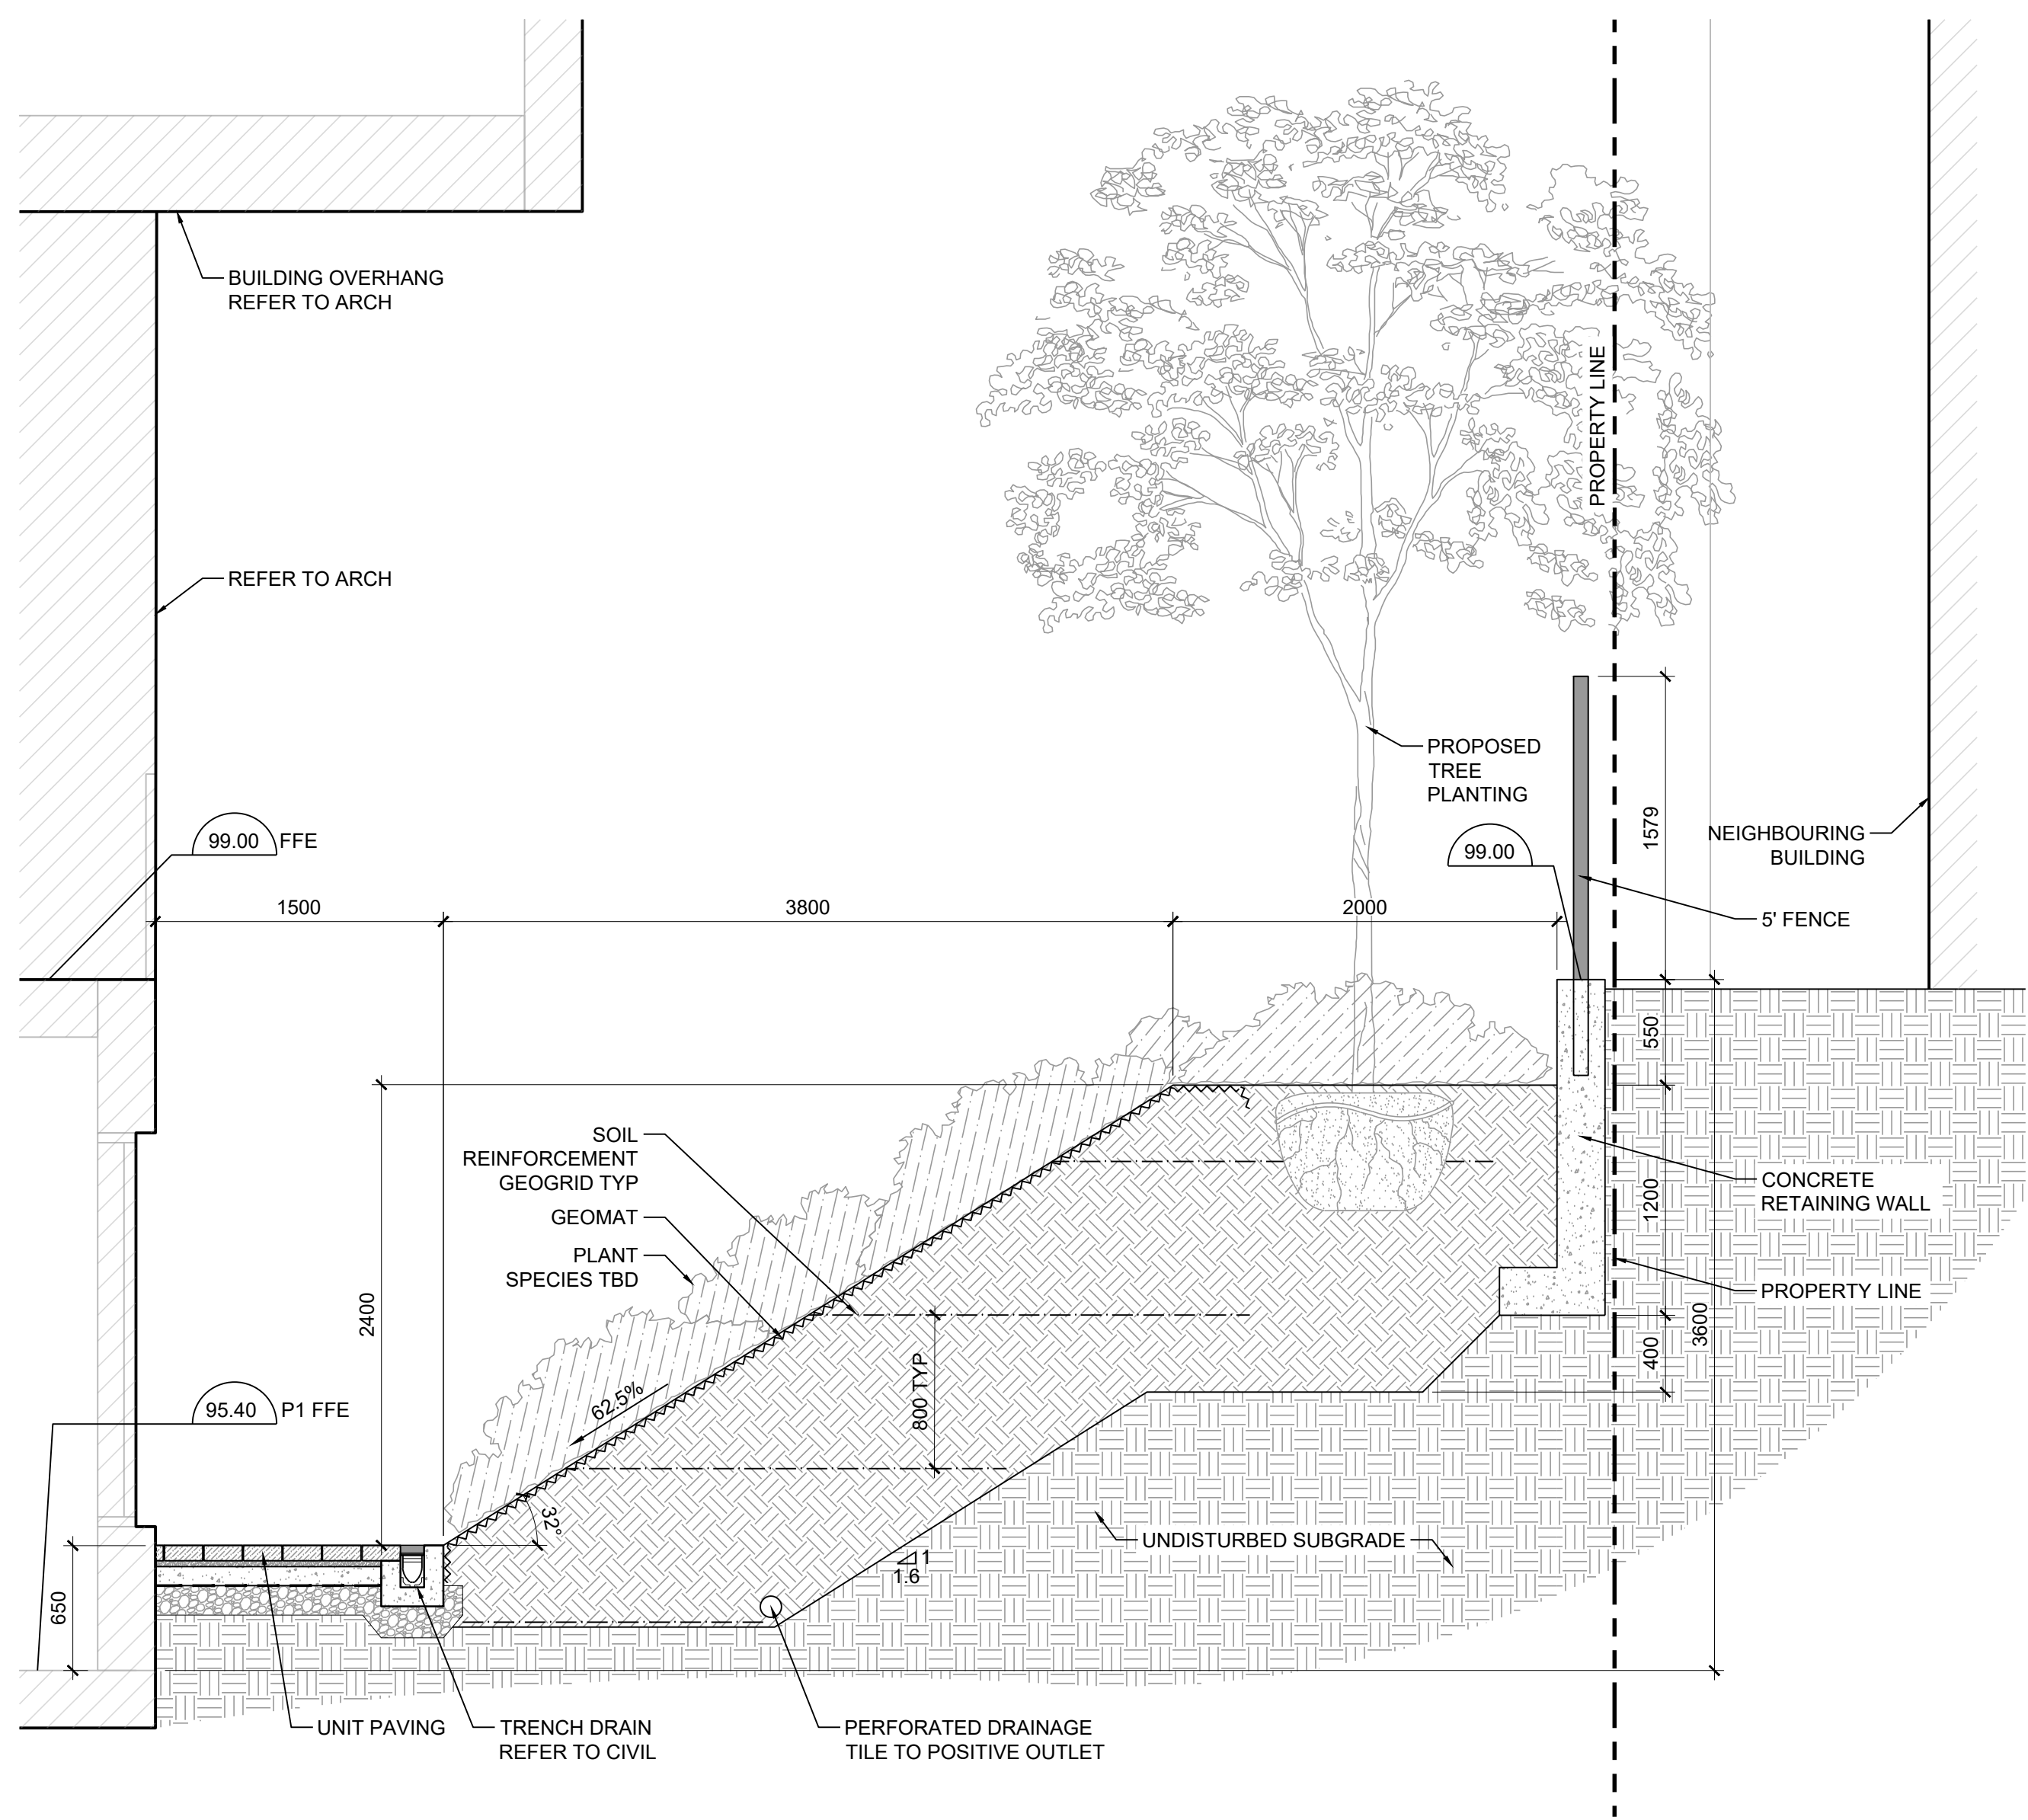 BUILDING OVERHANG
REFER TO ARCH
PROPERTY LINE
REFER TO ARCH
PROPOSED
TREE
PLANTING
99.00 FFE
99.00
1579
NEIGHBOURING
BUILDING
5' FENCE
1500
3800
2000
550
SOIL
REINFORCEMENT
GEOGRID TYP
GEOMAT
PLANT
SPECIES TBD
CONCRETE
RETAINING WALL
1200
PROPERTY LINE
2400
3600
400
800 TYP
62.5%
95.40 P1 FFE
32°
UNDISTURBED SUBGRADE
1
1.6
650
UNIT PAVING
TRENCH DRAIN
REFER TO CIVIL
PERFORATED DRAINAGE
TILE TO POSITIVE OUTLET